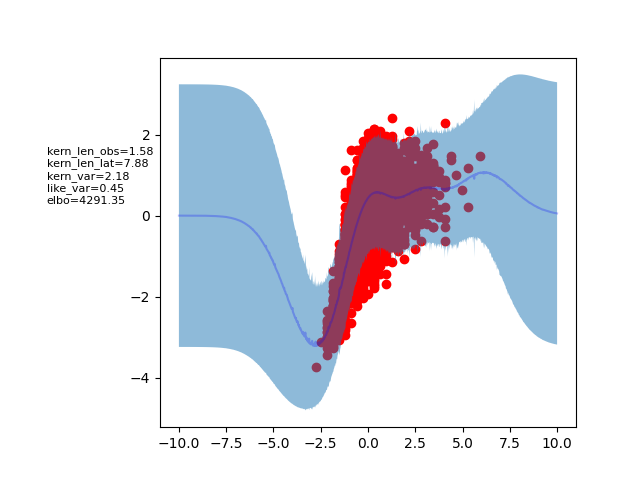 kern_len_obs=1.58
kern_len_lat=7.88
kern_var=2.18
like_var=0.45
elbo=4291.35
2
0
−2
−4
−10.0 −7.5 −5.0 −2.5 0.0 2.5 5.0 7.5 10.0